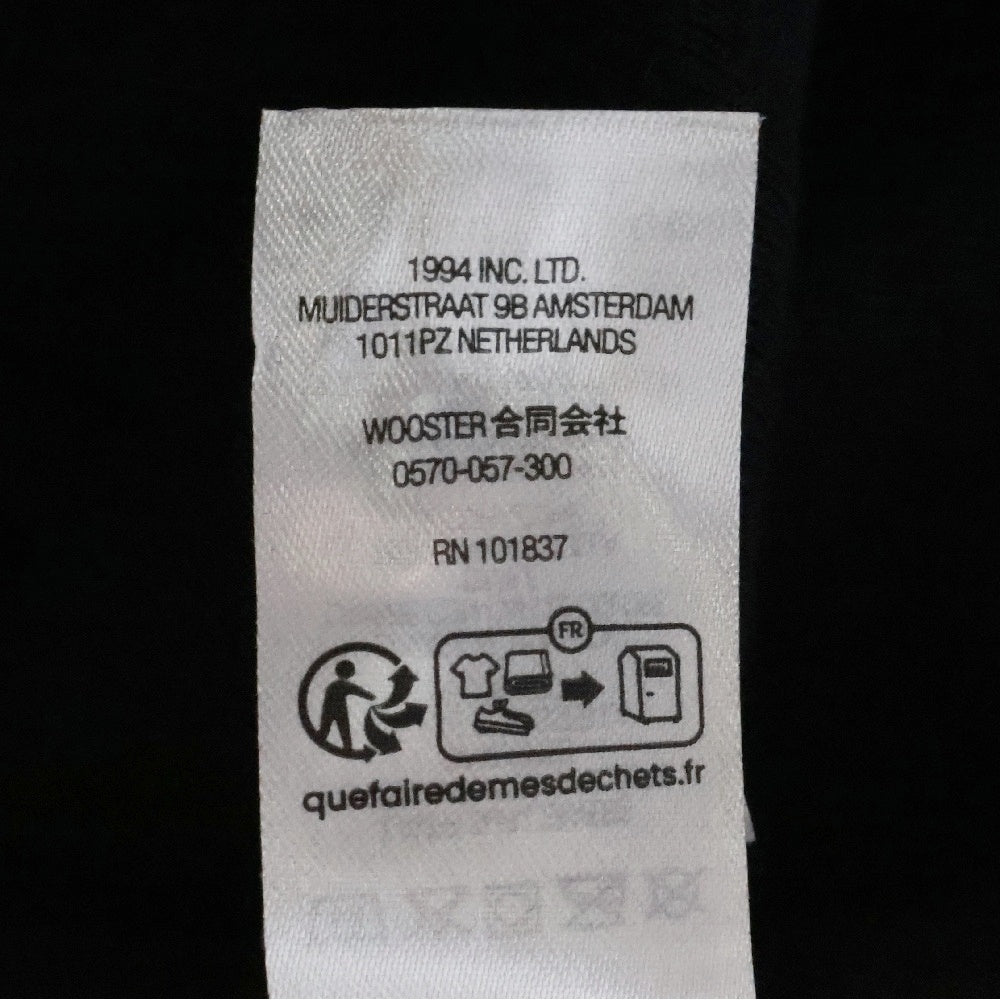 1994 INC. LTD.
MUIDERSTRAAT 9B AMSTERDAM
1011PZ NETHERLANDS
WOOSTER 合同会社
0570-057-300
RN 101837
FR
quefairedemesdechets.fr